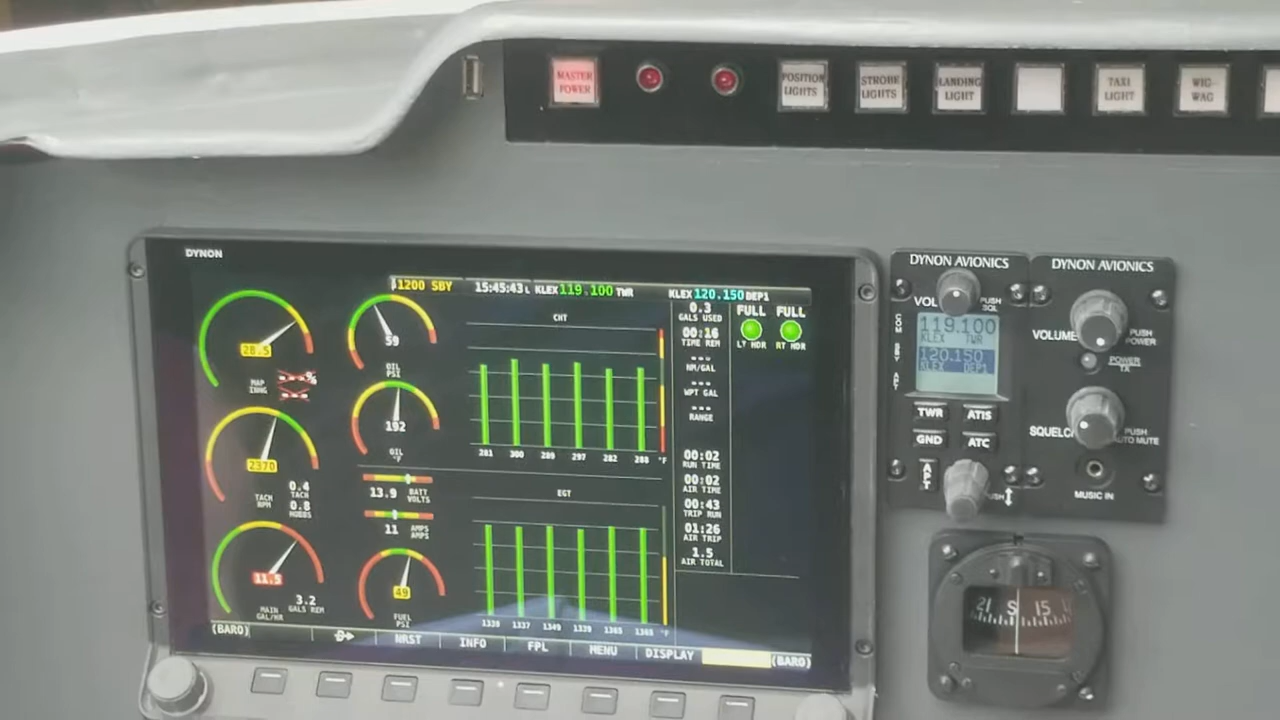 MASTER
POWER
POSITION
LIGHTS
STROBE
LIGHTS
LANDING
LIGHT
TAXI
LIGHT
WIG-
WAG
DYNON
1200 SBY
15:45:43L
KLEX 119.100 TWR
KLEX 120.150 DEP1
28.5
MAP
INHG
%
59
OIL
PSI
2370
TACH
RPM
0.4
TACH
0.8
HOBBS
192
OIL
°F
13.9
BATT
VOLTS
11
AMPS
AMPS
11.5
MAIN
GAL/HR
3.2
GALS REM
49
FUEL
PSI
CHT
281 300 289 297 282 288 °F
EGT
1337 1349 °F
0.3
GALS USED
00:16
TIME REM
---
NM/GAL
---
WPT GAL
---
RANGE
00:02
RUN TIME
00:02
AIR TIME
00:43
TRIP RUN
01:26
AIR TRIP
1.5
AIR TOTAL
FULL FULL
LT HDR RT HDR
(BARO)
NRST
INFO
FPL
MENU
DISPLAY
(BARO)
DYNON AVIONICS
VOL
PUSH
SQL
119.100
KLEX TWR
120.150
KLEX DEP1
TWR ATIS
GND ATC
APT
PUSH
DYNON AVIONICS
VOLUME
PUSH
POWER
POWER
TX
SQUELCH
PUSH
AUTO MUTE
MUSIC IN
21 S 15